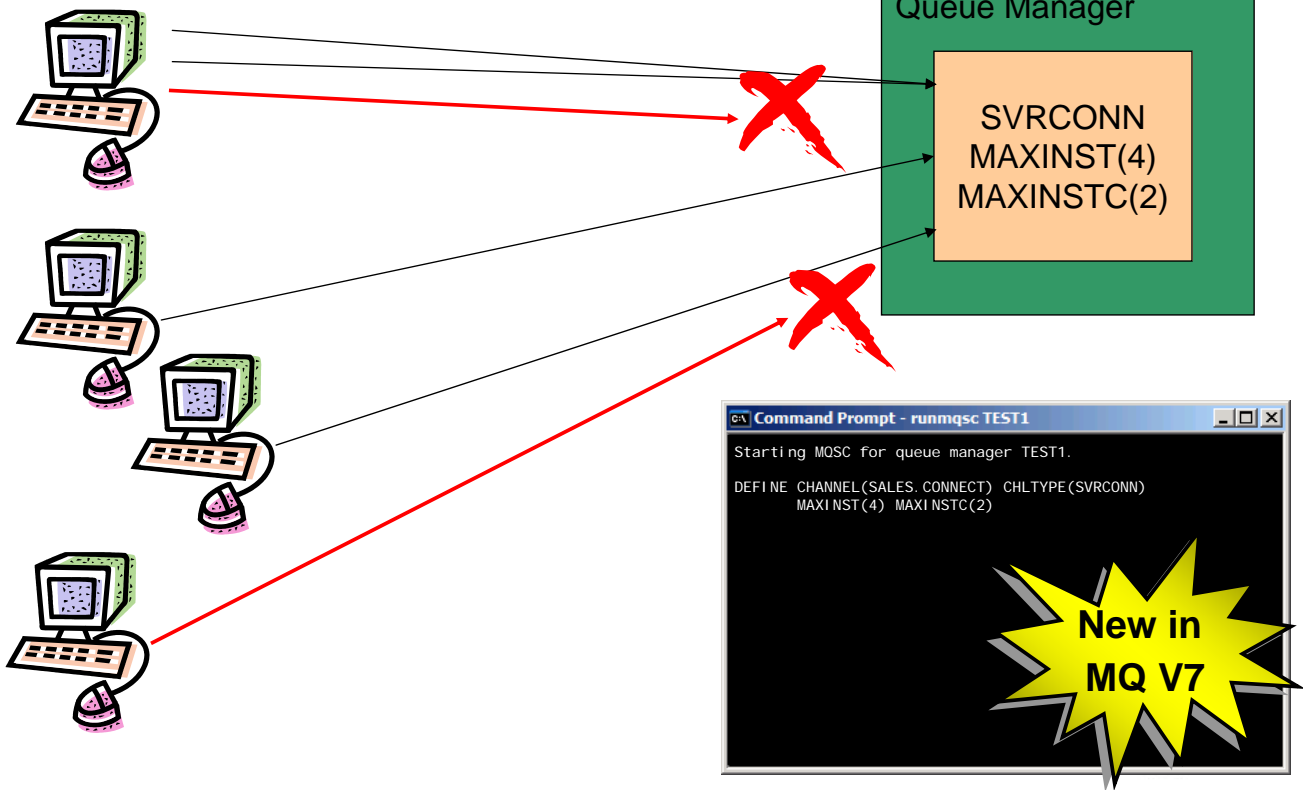 Queue Manager
SVRCONN
MAXINST(4)
MAXINSTC(2)
C:\ Command Prompt - runmqsc TEST1
Starting MQSC for queue manager TEST1.
DEFINE CHANNEL(SALES.CONNECT) CHLTYPE(SVRCONN)
MAXINST(4) MAXINSTC(2)
New in
MQ V7